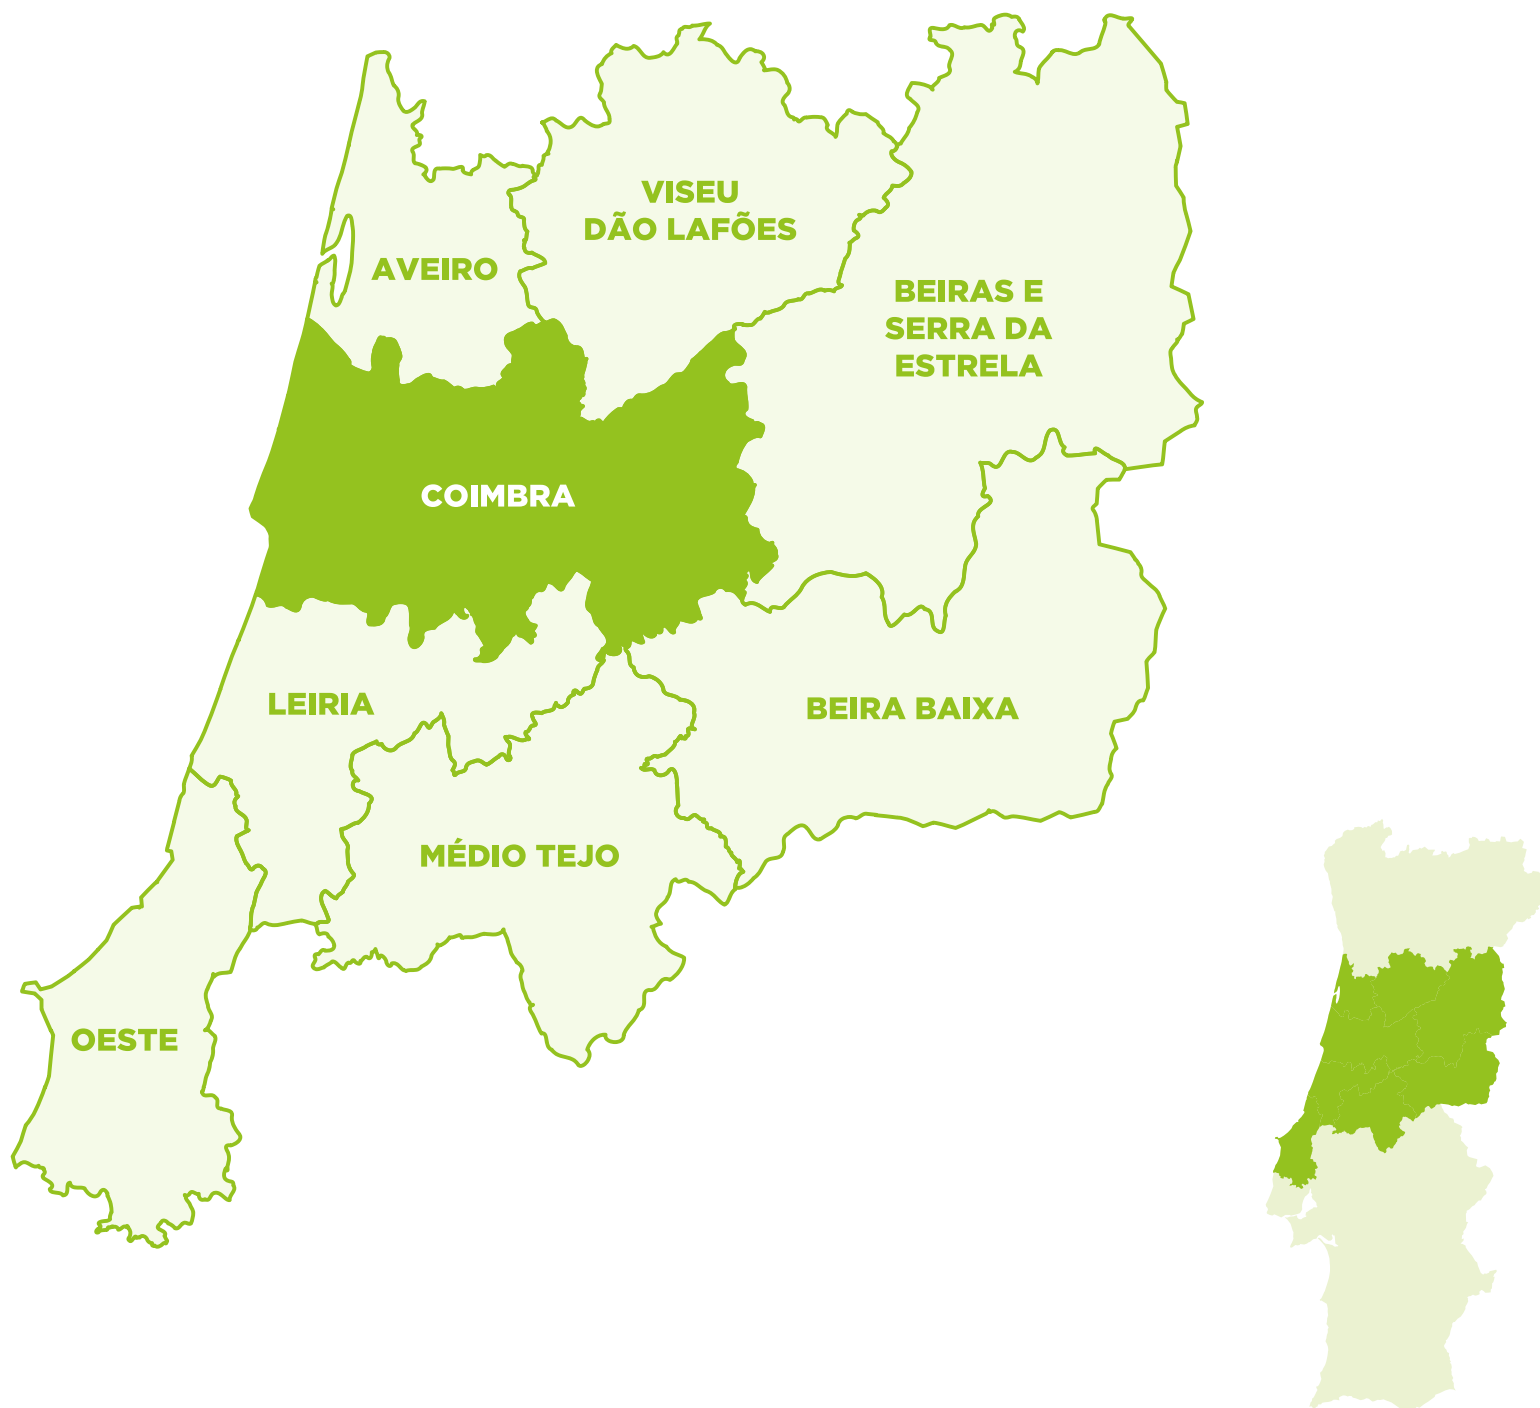 VISEU
DÃO LAFÕES
AVEIRO
BEIRAS E
SERRA DA
ESTRELA
COIMBRA
LEIRIA
BEIRA BAIXA
MÉDIO TEJO
OESTE